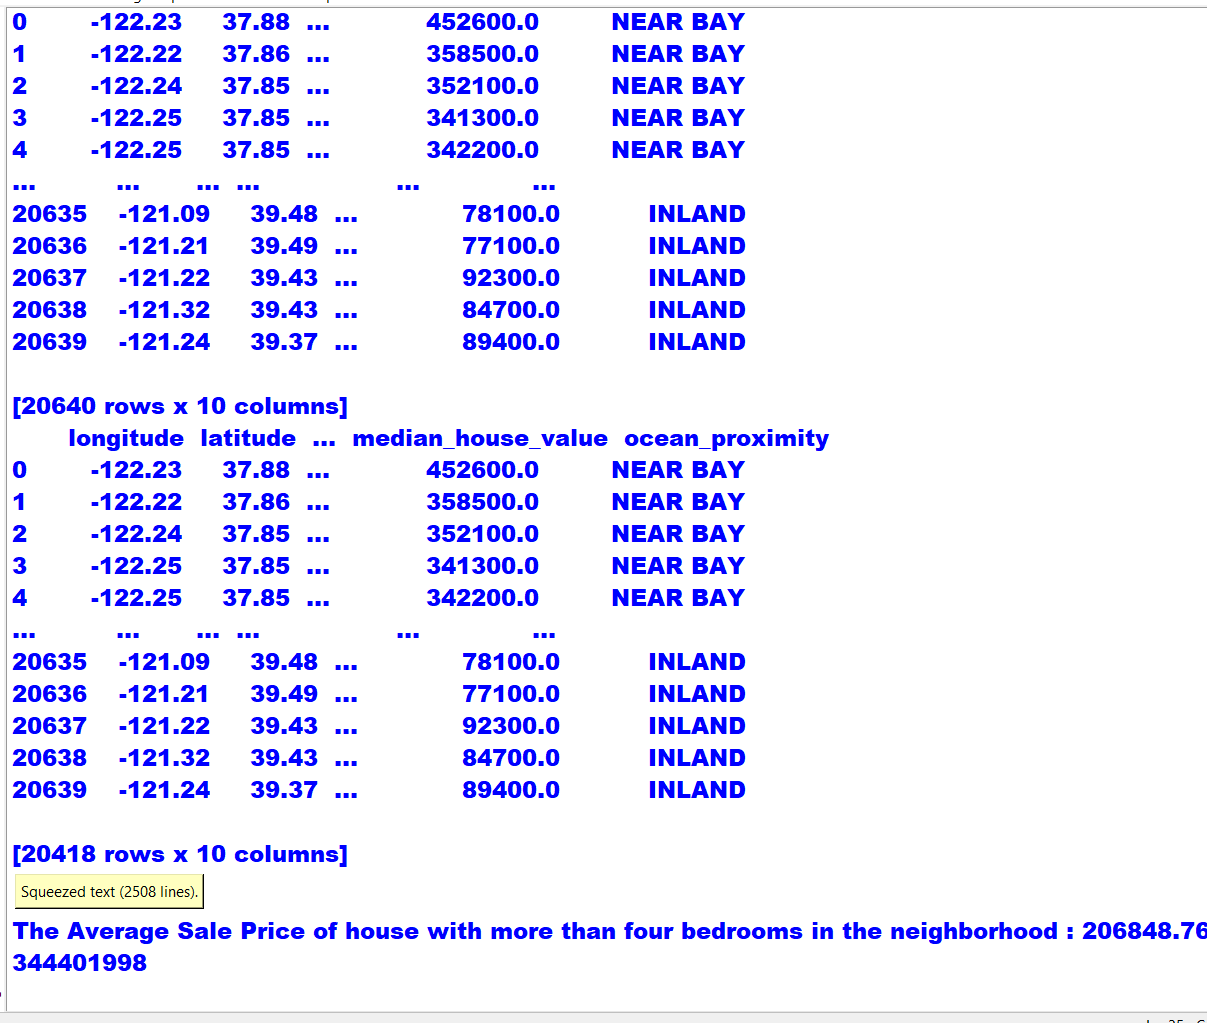 0 -122.23 37.88 ... 452600.0 NEAR BAY
1 -122.22 37.86 ... 358500.0 NEAR BAY
2 -122.24 37.85 ... 352100.0 NEAR BAY
3 -122.25 37.85 ... 341300.0 NEAR BAY
4 -122.25 37.85 ... 342200.0 NEAR BAY
... ... ... ... ... ...
20635 -121.09 39.48 ... 78100.0 INLAND
20636 -121.21 39.49 ... 77100.0 INLAND
20637 -121.22 39.43 ... 92300.0 INLAND
20638 -121.32 39.43 ... 84700.0 INLAND
20639 -121.24 39.37 ... 89400.0 INLAND
[20640 rows x 10 columns]
longitude latitude ... median_house_value ocean_proximity
0 -122.23 37.88 ... 452600.0 NEAR BAY
1 -122.22 37.86 ... 358500.0 NEAR BAY
2 -122.24 37.85 ... 352100.0 NEAR BAY
3 -122.25 37.85 ... 341300.0 NEAR BAY
4 -122.25 37.85 ... 342200.0 NEAR BAY
... ... ... ... ... ...
20635 -121.09 39.48 ... 78100.0 INLAND
20636 -121.21 39.49 ... 77100.0 INLAND
20637 -121.22 39.43 ... 92300.0 INLAND
20638 -121.32 39.43 ... 84700.0 INLAND
20639 -121.24 39.37 ... 89400.0 INLAND
[20418 rows x 10 columns]
Squeezed text (2508 lines).
The Average Sale Price of house with more than four bedrooms in the neighborhood : 206848.76
344401998